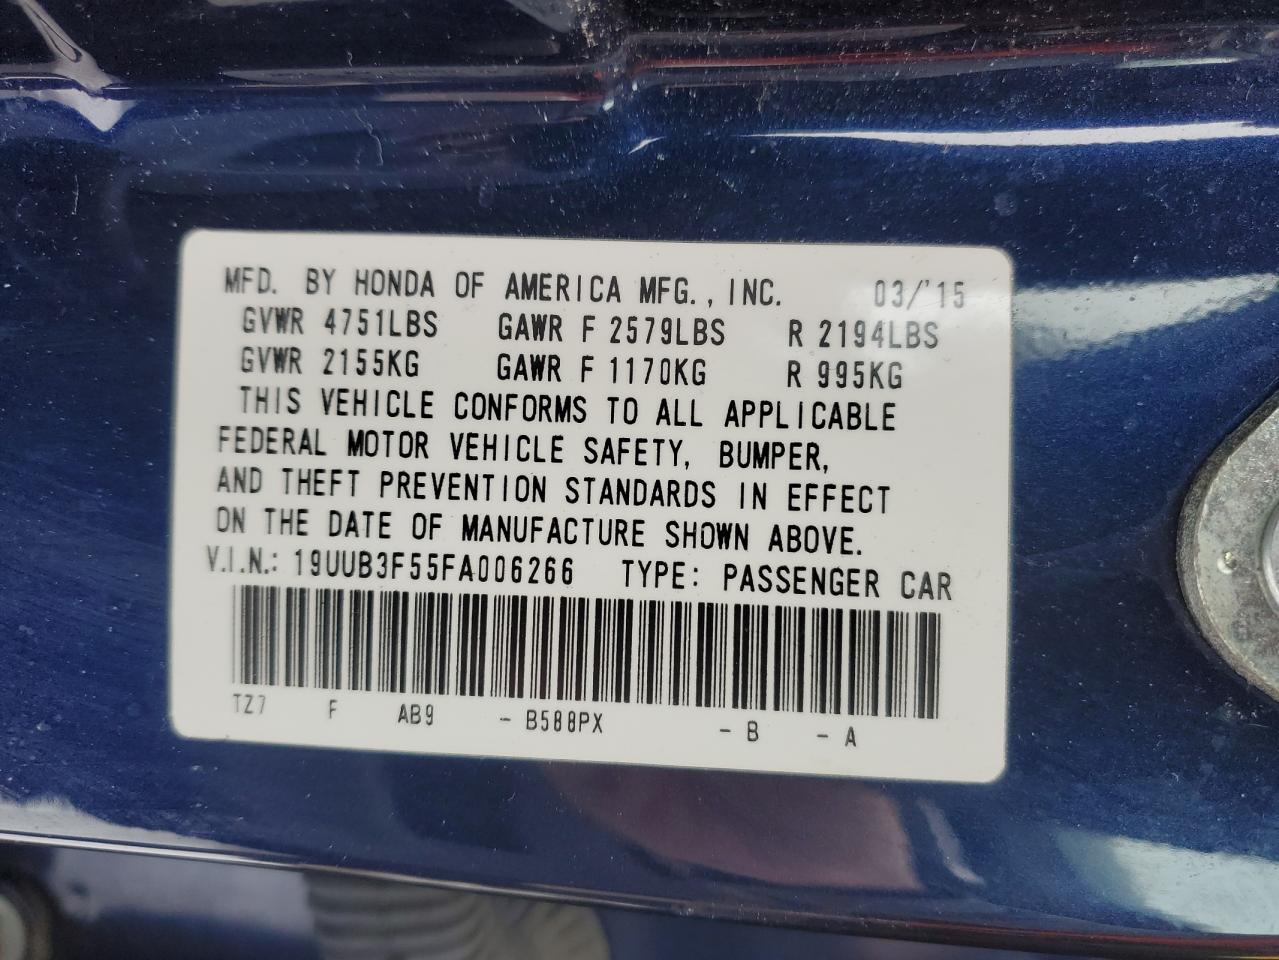 MFD. BY HONDA OF AMERICA MFG., INC. 03/'15
GVWR 4751LBS GAWR F 2579LBS R 2194LBS
GVWR 2155KG GAWR F 1170KG R 995KG
THIS VEHICLE CONFORMS TO ALL APPLICABLE
FEDERAL MOTOR VEHICLE SAFETY, BUMPER,
AND THEFT PREVENTION STANDARDS IN EFFECT
ON THE DATE OF MANUFACTURE SHOWN ABOVE.
V.I.N.: 19UUB3F55FA006266 TYPE: PASSENGER CAR
TZ7 F AB9 - B588PX - B - A